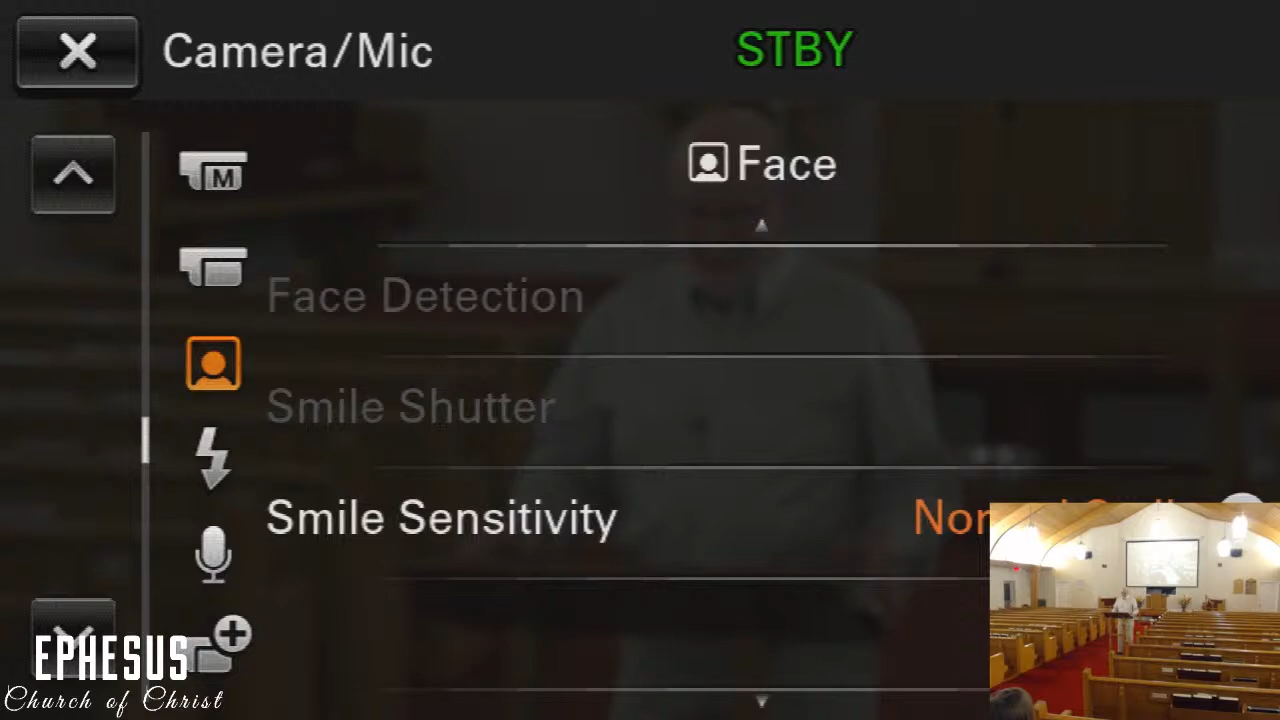 Camera/Mic
STBY
M
Face
Face Detection
Smile Shutter
Smile Sensitivity
EPHESUS
Church of Christ